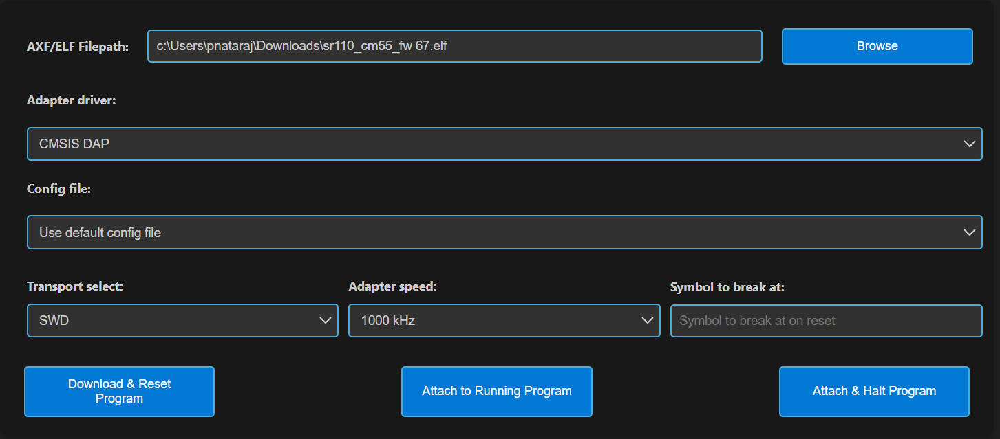 AXF/ELF Filepath:
c:\Users\pnataraj\Downloads\sr110_cm55_fw 67.elf
Browse
Adapter driver:
CMSIS DAP
Config file:
Use default config file
Transport select:
Adapter speed:
Symbol to break at:
SWD
1000 kHz
Symbol to break at on reset
Download & Reset
Program
Attach to Running Program
Attach & Halt Program